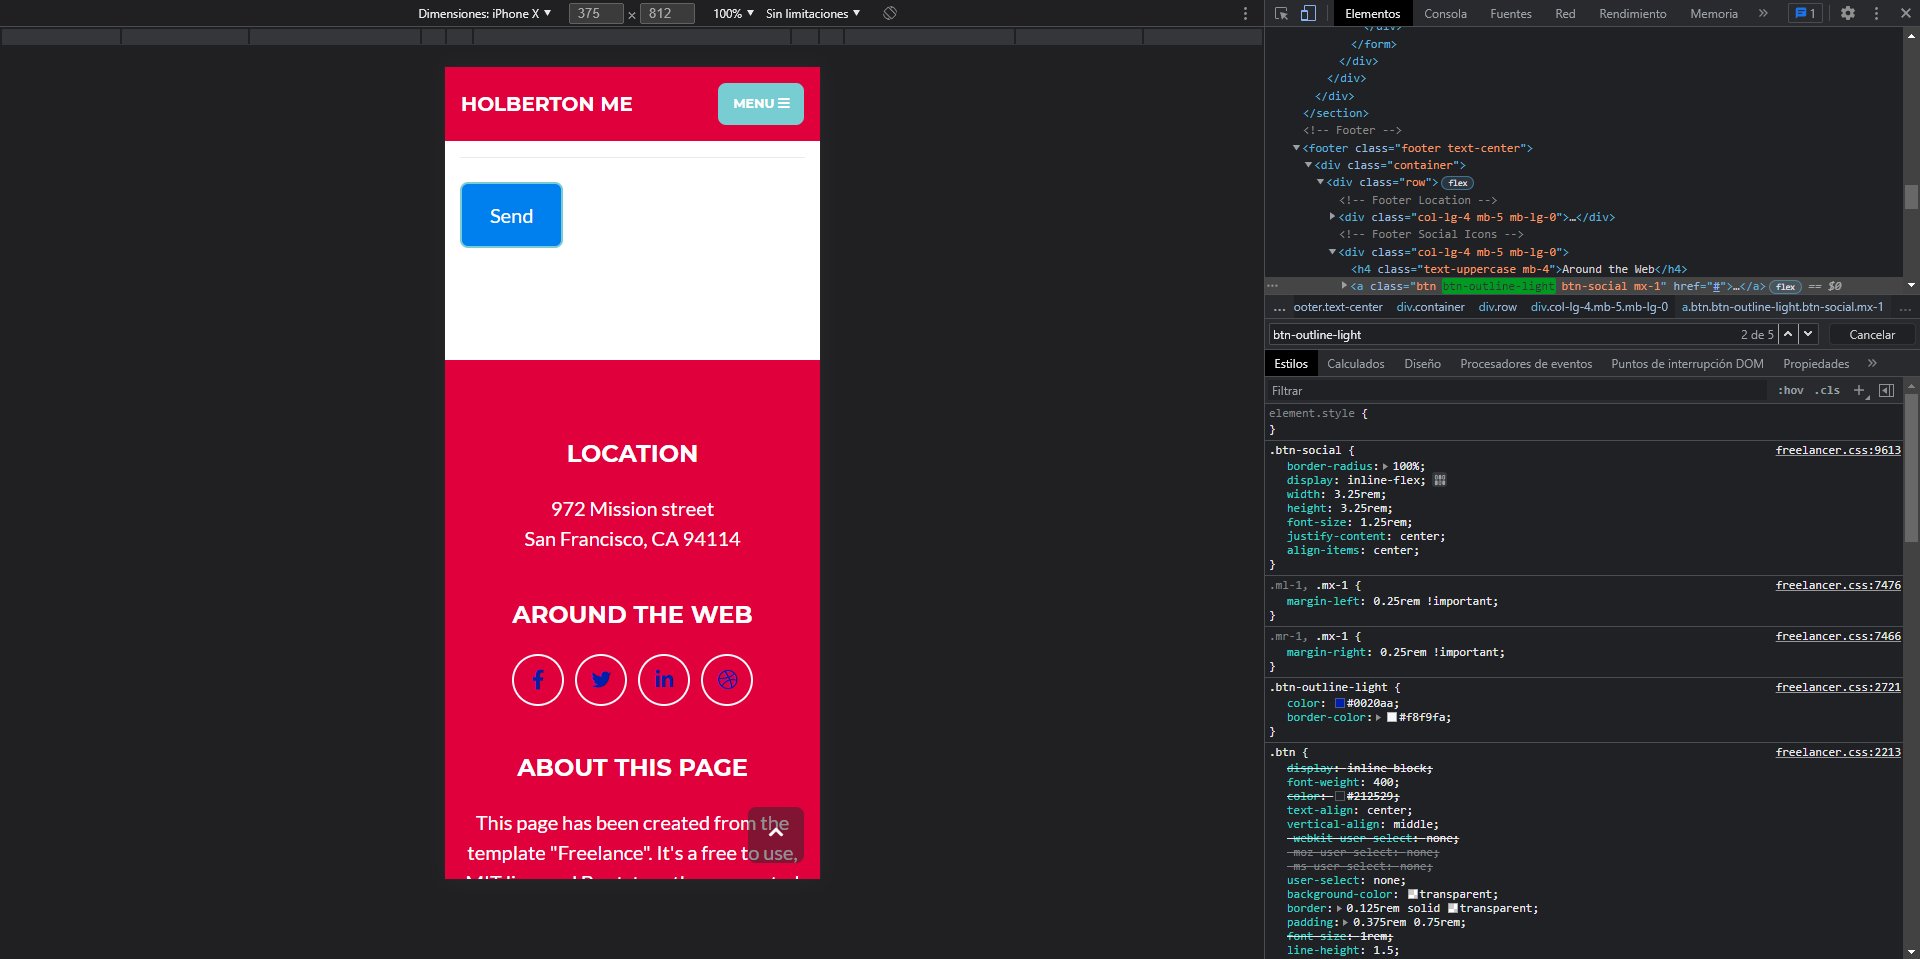 Dimensiones: iPhone X ▼ 375 × 812 100% ▼ Sin limitaciones ▼
HOLBERTON ME
MENU
Send
LOCATION
972 Mission street
San Francisco, CA 94114
AROUND THE WEB
ABOUT THIS PAGE
This page has been created from the
template "Freelance". It's a free to use,
Elementos Consola Fuentes Red Rendimiento Memoria » 1
</div>
</form>
</div>
</div>
</div>
</section>
<!-- Footer -->
<footer class="footer text-center">
<div class="container">
<div class="row"> flex
<!-- Footer Location -->
<div class="col-lg-4 mb-5 mb-lg-0">…</div>
<!-- Footer Social Icons -->
<div class="col-lg-4 mb-5 mb-lg-0">
<h4 class="text-uppercase mb-4">Around the Web</h4>
<a class="btn btn-outline-light btn-social mx-1" href="#">…</a> flex == $0
… ooter.text-center div.container div.row div.col-lg-4.mb-5.mb-lg-0 a.btn.btn-outline-light.btn-social.mx-1 …
btn-outline-light 2 de 5 Cancelar
Estilos Calculados Diseño Procesadores de eventos Puntos de interrupción DOM Propiedades »
Filtrar :hov .cls +
element.style {
}
.btn-social { freelancer.css:9613
border-radius: 100%;
display: inline-flex;
width: 3.25rem;
height: 3.25rem;
font-size: 1.25rem;
justify-content: center;
align-items: center;
}
.ml-1, .mx-1 { freelancer.css:7476
margin-left: 0.25rem !important;
}
.mr-1, .mx-1 { freelancer.css:7466
margin-right: 0.25rem !important;
}
.btn-outline-light { freelancer.css:2721
color: #0020aa;
border-color: #f8f9fa;
}
.btn { freelancer.css:2213
display: inline-block;
font-weight: 400;
color: #212529;
text-align: center;
vertical-align: middle;
-webkit-user-select: none;
-moz-user-select: none;
-ms-user-select: none;
user-select: none;
background-color: transparent;
border: 0.125rem solid transparent;
padding: 0.375rem 0.75rem;
font-size: 1rem;
line-height: 1.5;